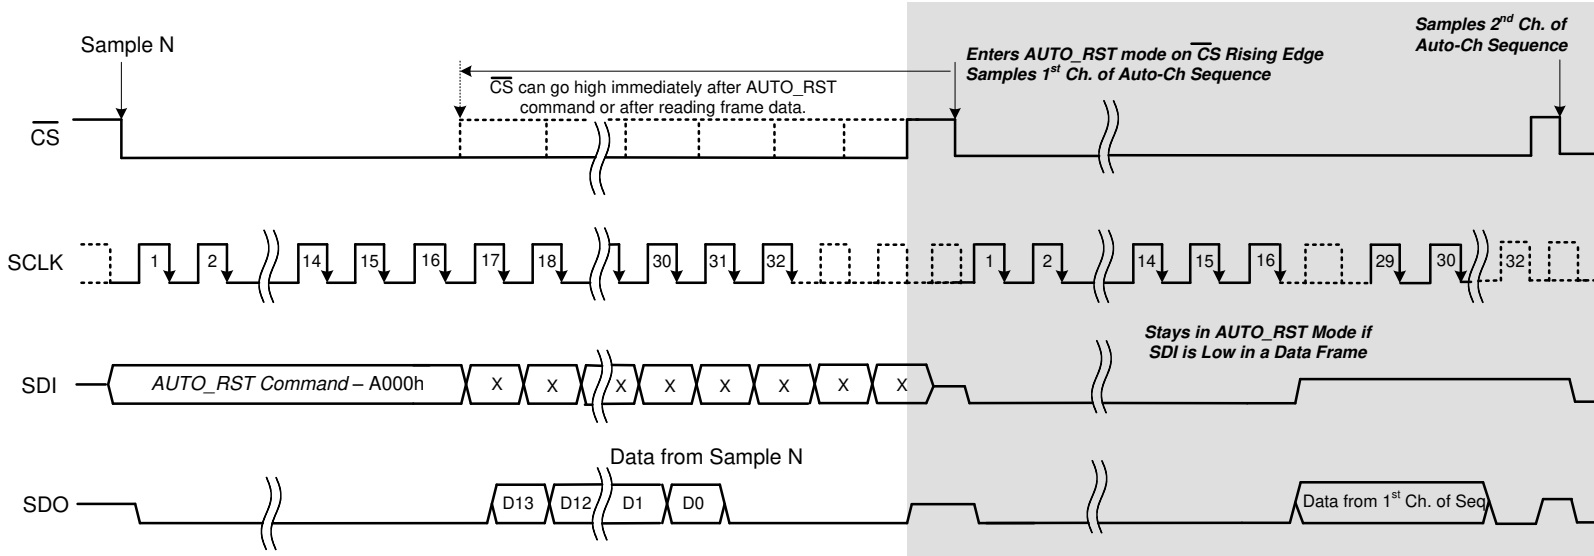 Sample N
Enters AUTO_RST mode on CS Rising Edge
Samples 1st Ch. of Auto-Ch Sequence
Samples 2nd Ch. of
Auto-Ch Sequence
CS can go high immediately after AUTO_RST
command or after reading frame data.
CS
SCLK
1 2 14 15 16 17 18 30 31 32 1 2 14 15 16 29 30 32
Stays in AUTO_RST Mode if
SDI is Low in a Data Frame
SDI
AUTO_RST Command – A000h
X X X X X X X X
Data from Sample N
SDO
D13 D12 D1 D0
Data from 1st Ch. of Seq